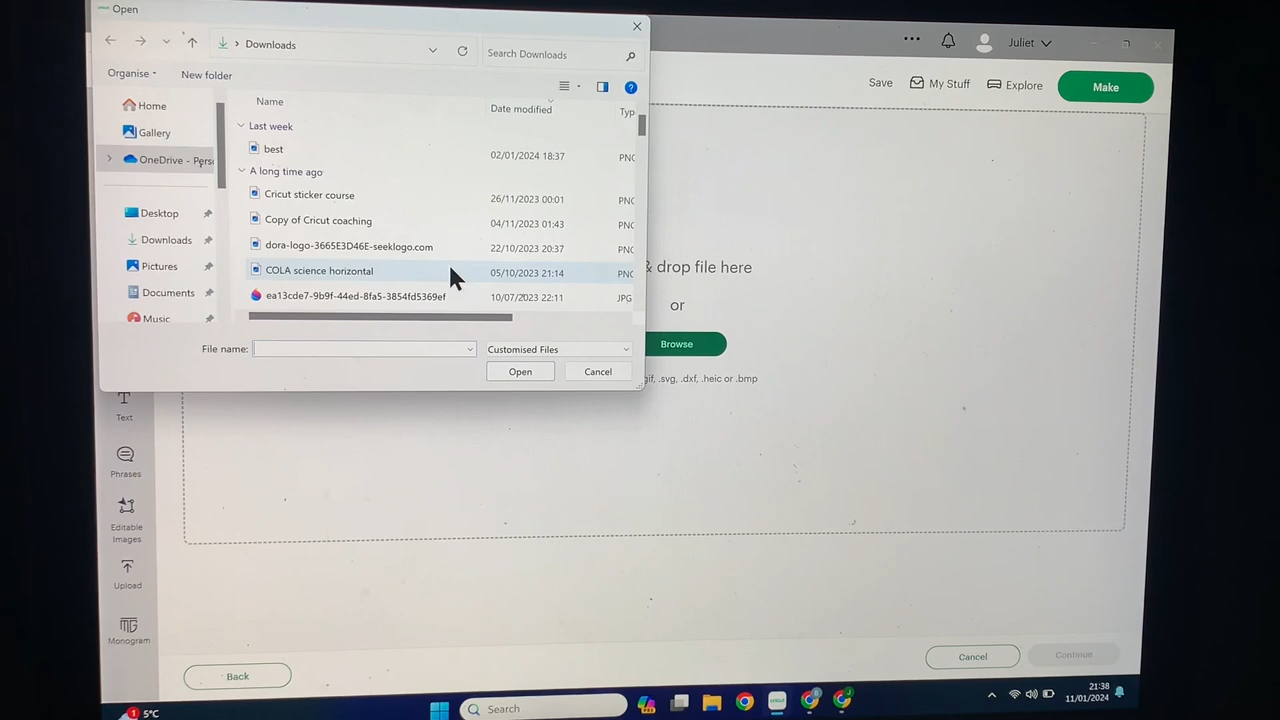 Open
Downloads
Search Downloads
Organise
New folder
Name
Date modified
Typ
Home
Gallery
OneDrive - Pers
Desktop
Downloads
Pictures
Documents
Music
Last week
best
02/01/2024 18:37
PNG
A long time ago
Cricut sticker course
26/11/2023 00:01
PNG
Copy of Cricut coaching
04/11/2023 01:43
PNG
dora-logo-3665E3D46E-seeklogo.com
22/10/2023 20:37
PNG
COLA science horizontal
05/10/2023 21:14
PNG
ea13cde7-9b9f-44ed-8fa5-3854fd5369ef
10/07/2023 22:11
JPG
File name:
Customised Files
Open
Cancel
Juliet
Save
My Stuff
Explore
Make
& drop file here
or
Browse
gif, .svg, .dxf, .heic or .bmp
Text
Phrases
Editable
Images
Upload
Monogram
Back
Cancel
Continue
1
5°C
Search
cricut
21:38
11/01/2024